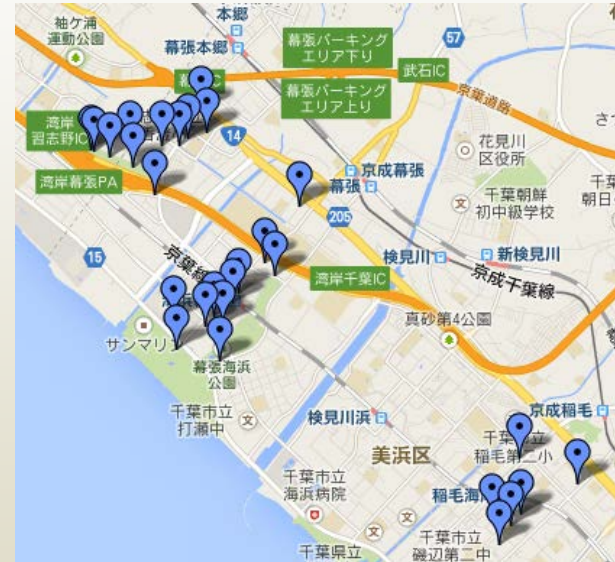 本郷
袖ケ浦
運動公園
幕張本郷
幕張パーキング
エリア下り
57
武石IC
京葉道路
幕張パーキング
エリア上り
湾岸
習志野IC
14
花見川
区役所
湾岸幕張PA
京成幕張
幕張
千葉朝鮮
初中級学校
205
15
京葉線
検見川
新検見川
京成千葉線
湾岸千葉IC
真砂第4公園
サンマリ
幕張海浜
公園
千葉市立
打瀬中
検見川浜
京成稲毛
千葉市立
稲毛第二小
美浜区
千葉市立
海浜病院
稲毛海
千葉市立
磯辺第二中
千葉県立